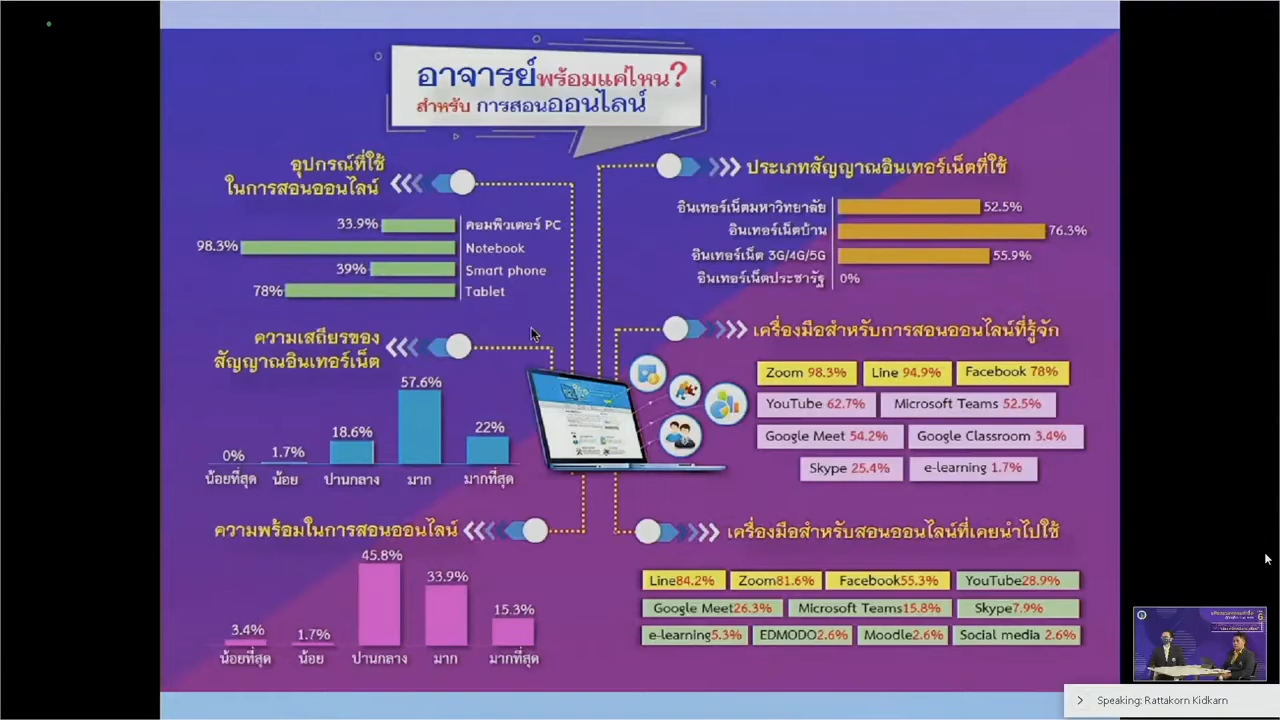 อาจารย์พร้อมแค่ไหน?
สำหรับ การสอนออนไลน์
อุปกรณ์ที่ใช้
ในการสอนออนไลน์
33.9% คอมพิวเตอร์ PC
98.3% Notebook
39% Smart phone
78% Tablet
ประเภทสัญญาณอินเทอร์เน็ตที่ใช้
อินเทอร์เน็ตมหาวิทยาลัย 52.5%
อินเทอร์เน็ตบ้าน 76.3%
อินเทอร์เน็ต 3G/4G/5G 55.9%
อินเทอร์เน็ตประชารัฐ 0%
ความเสถียรของ
สัญญาณอินเทอร์เน็ต
0% 1.7% 18.6% 57.6% 22%
น้อยที่สุด น้อย ปานกลาง มาก มากที่สุด
เครื่องมือสำหรับการสอนออนไลน์ที่รู้จัก
Zoom 98.3% Line 94.9% Facebook 78%
YouTube 62.7% Microsoft Teams 52.5%
Google Meet 54.2% Google Classroom 3.4%
Skype 25.4% e-learning 1.7%
ความพร้อมในการสอนออนไลน์
3.4% 1.7% 45.8% 33.9% 15.3%
น้อยที่สุด น้อย ปานกลาง มาก มากที่สุด
เครื่องมือสำหรับสอนออนไลน์ที่เคยนำไปใช้
Line84.2% Zoom81.6% Facebook55.3% YouTube28.9%
Google Meet26.3% Microsoft Teams15.8% Skype7.9%
e-learning5.3% EDMODO2.6% Moodle2.6% Social media 2.6%
Speaking: Rattakorn Kidkarn